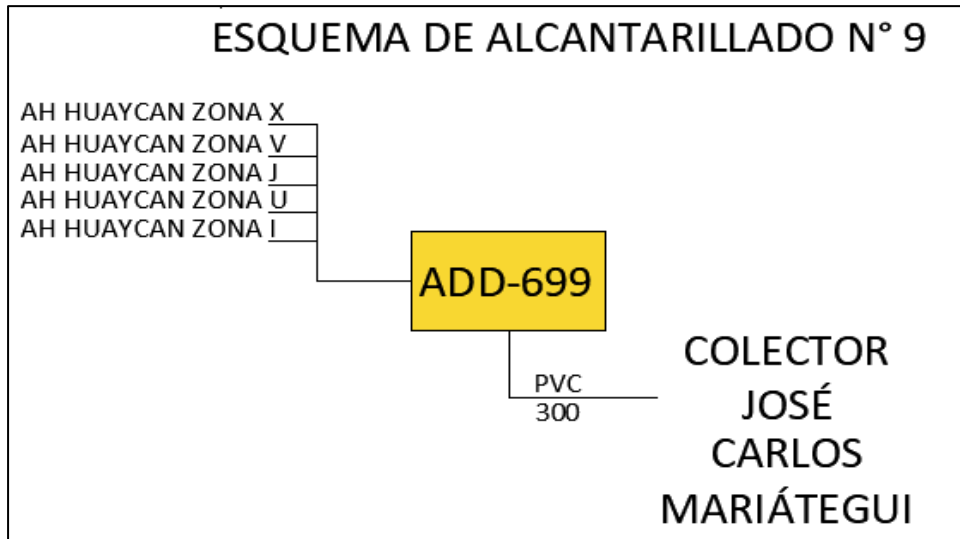 ESQUEMA DE ALCANTARILLADO N° 9
AH HUAYCAN ZONA X
AH HUAYCAN ZONA V
AH HUAYCAN ZONA J
AH HUAYCAN ZONA U
AH HUAYCAN ZONA I
ADD-699
PVC
300
COLECTOR
JOSÉ
CARLOS
MARIÁTEGUI